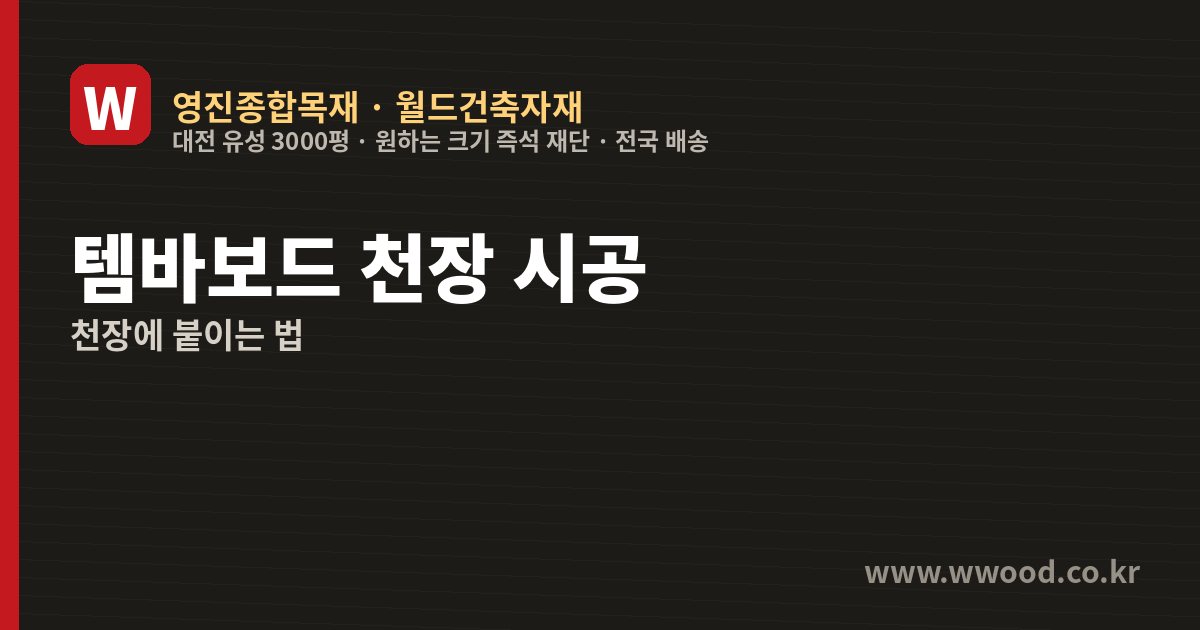 W
영진종합목재 · 월드건축자재
대전 유성 3000평 · 원하는 크기 즉석 재단 · 전국 배송
템바보드 천장 시공
천장에 붙이는 법
www.wwood.co.kr